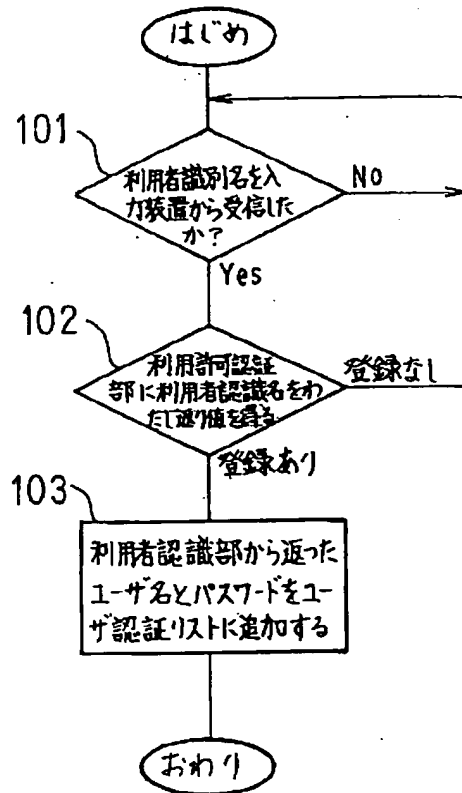 はじめ
101
利用者識別名を入
力装置から受信した
か？
NO
Yes
102
利用許可認証
部に利用者認識名をわ
たし返り値を得る
登録なし
登録あり
103
利用者認識部から返った
ユーザ名とパスワードをユー
ザ認証リストに追加する
おわり